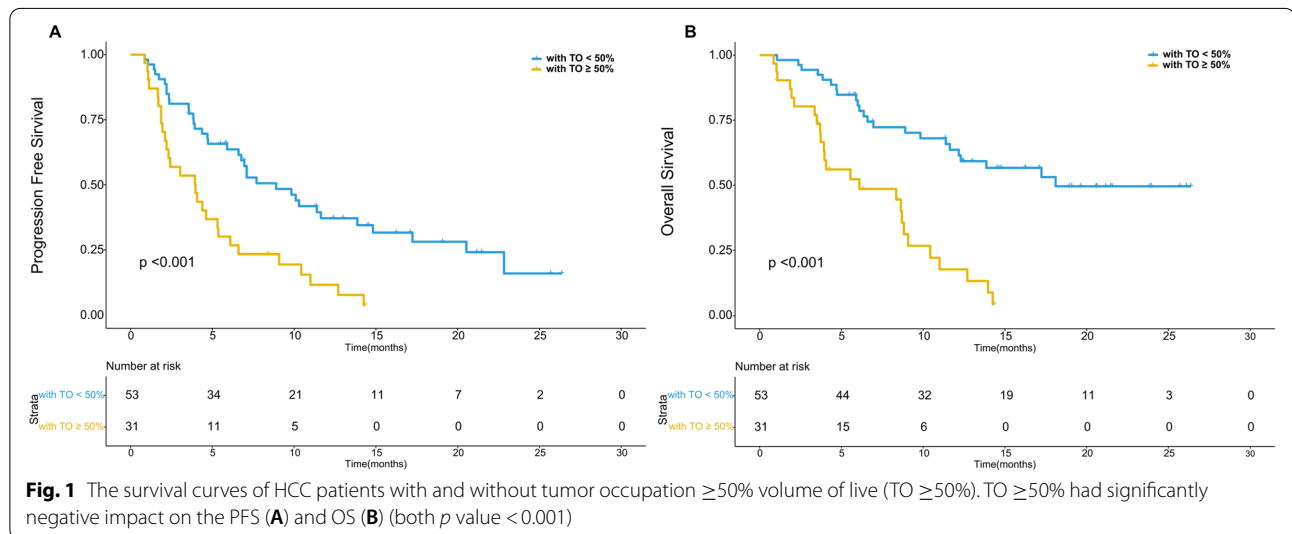 A
Progression Free Sirvival
1.00
0.75
0.50
0.25
0.00
with TO < 50%
with TO ≥ 50%
p <0.001
0 5 10 15 20 25 30
Time(months)
Number at risk
Strata
with TO < 50% 53 34 21 11 7 2 0
with TO ≥ 50% 31 11 5 0 0 0 0
0 5 10 15 20 25 30
Time(months)
B
Overall Survival
1.00
0.75
0.50
0.25
0.00
with TO < 50%
with TO ≥ 50%
p <0.001
0 5 10 15 20 25 30
Time(months)
Number at risk
Strata
with TO < 50% 53 44 32 19 11 3 0
with TO ≥ 50% 31 15 6 0 0 0 0
0 5 10 15 20 25 30
Time(months)
Fig. 1 The survival curves of HCC patients with and without tumor occupation ≥50% volume of live (TO ≥50%). TO ≥50% had significantly
negative impact on the PFS (A) and OS (B) (both p value < 0.001)